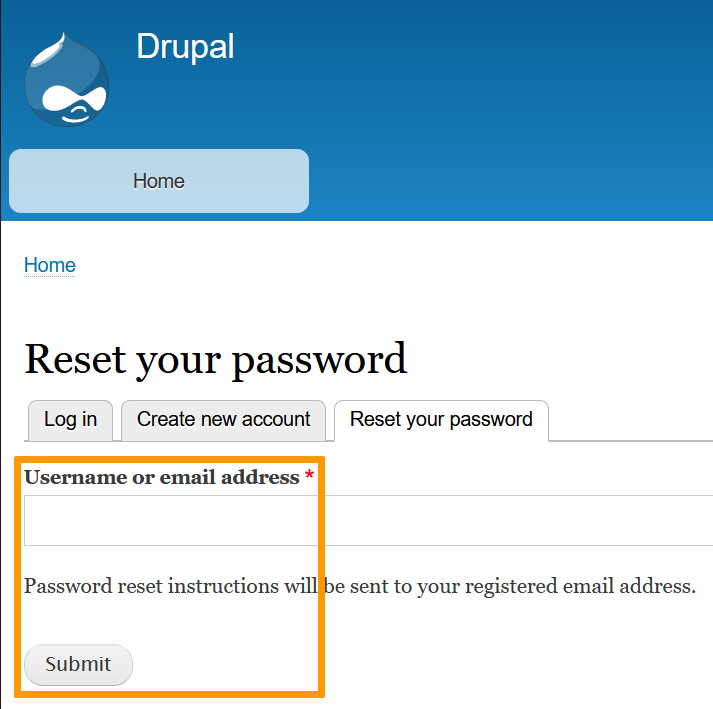 Drupal
Home
Home
Reset your password
Log in
Create new account
Reset your password
Username or email address *
Password reset instructions will be sent to your registered email address.
Submit